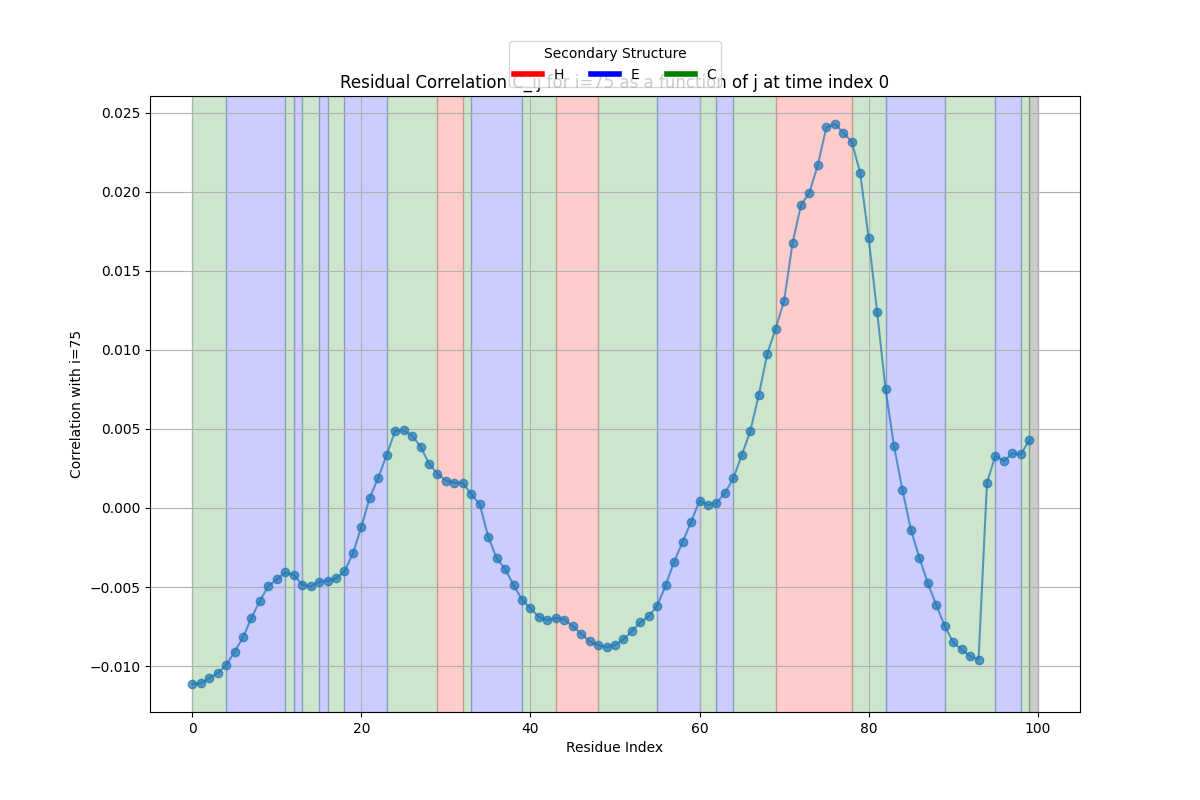 Secondary Structure
H E C
Residual Correlation C_ij for i=75 as a function of j at time index 0
0.025
0.020
0.015
0.010
0.005
0.000
−0.005
−0.010
Correlation with i=75
0 20 40 60 80 100
Residue Index